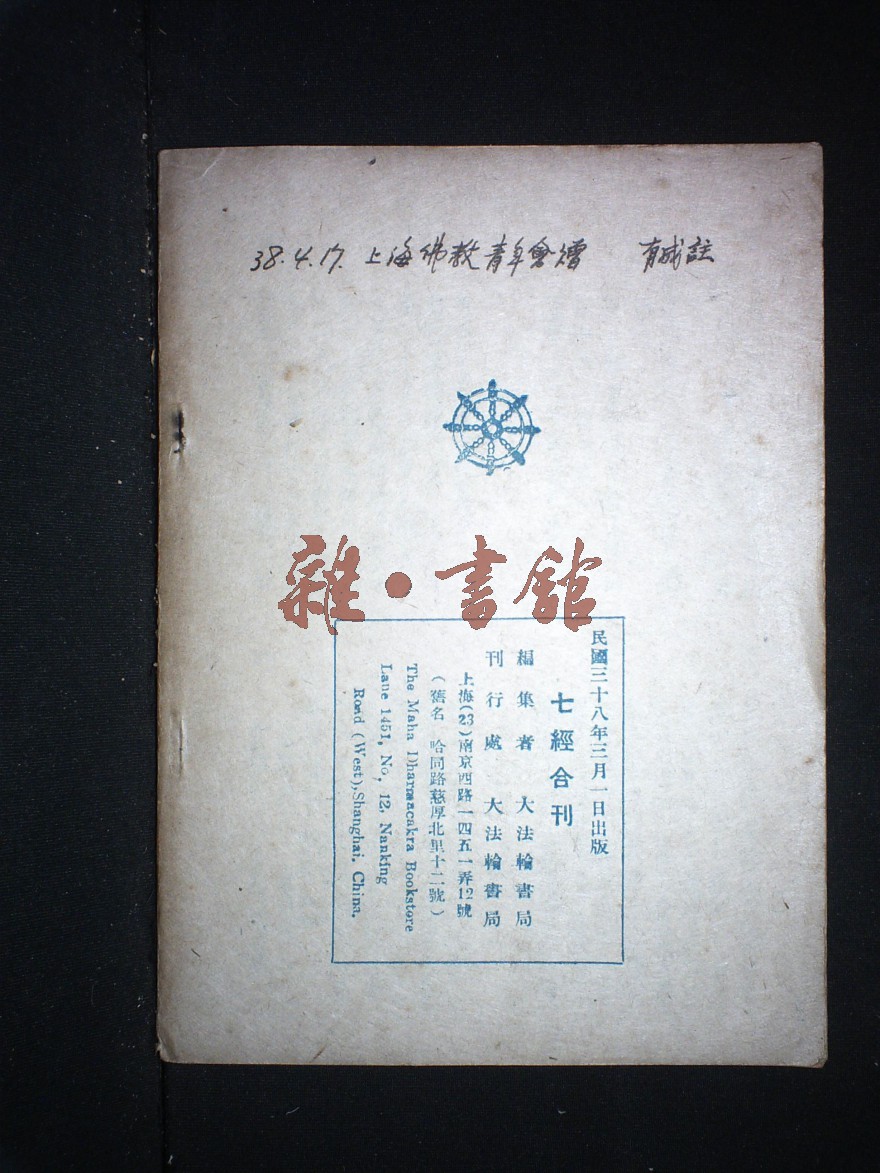 38.4.17. 上海佛教青年會贈 有誠註
雜·書館
民國三十八年三月一日出版
七經合刊
編集者 大法輪書局
刊行處 大法輪書局
上海(23)南京西路一四五一弄12號
(舊名 哈同路慈厚北里十二號)
The Maha Dharmacakra Bookstore
Lane 1451, No, 12, Nanking
Road (West), Shanghai, China.